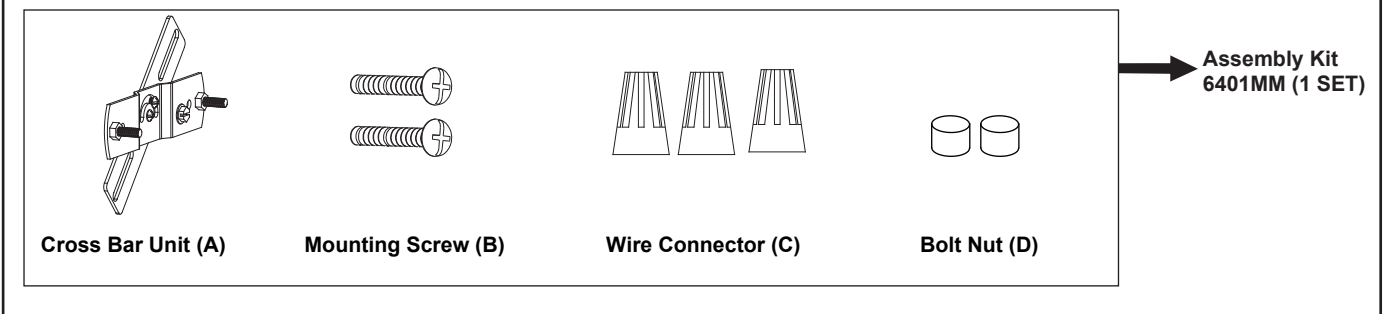 Assembly Kit
6401MM (1 SET)
Cross Bar Unit (A)
Mounting Screw (B)
Wire Connector (C)
Bolt Nut (D)